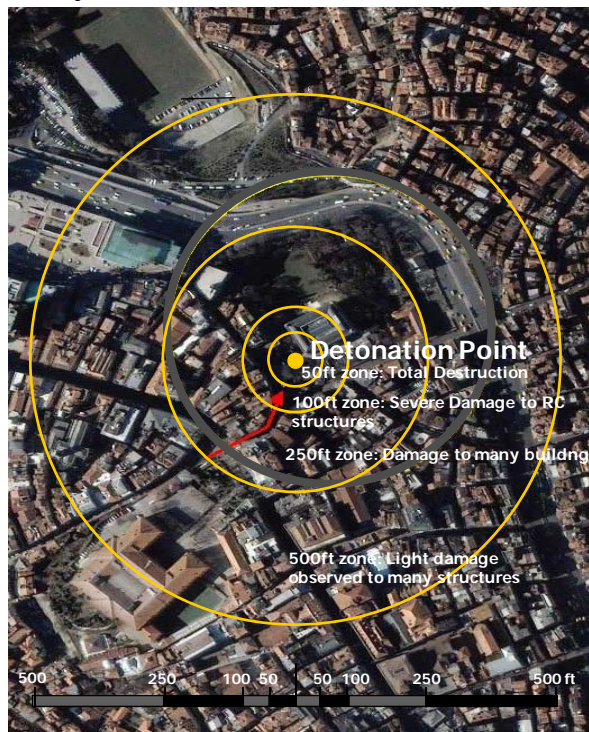 Detonation Point
50ft zone: Total Destruction
100ft zone: Severe Damage to RC
structures
250ft zone: Damage to many buildng
500ft zone: Light damage
observed to many structures
500 250 100 50 50 100 250 500 ft